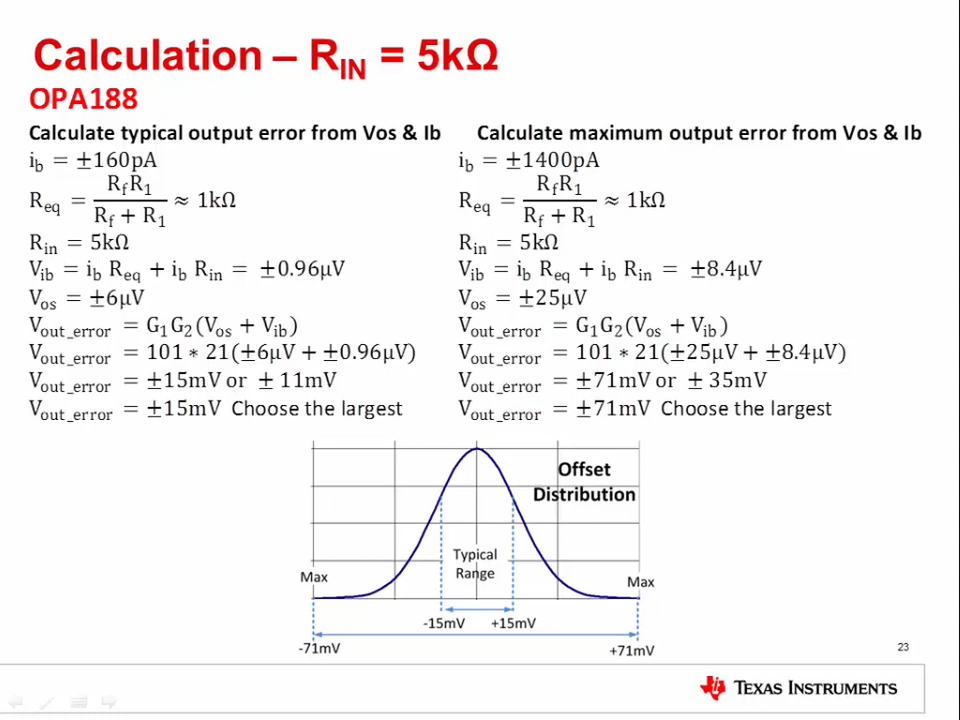 Calculation – R_IN = 5kΩ
OPA188
Calculate typical output error from Vos & Ib
i_b = ±160pA
R_eq = R_f R_1 / (R_f + R_1) ≈ 1kΩ
R_in = 5kΩ
V_ib = i_b R_eq + i_b R_in = ±0.96µV
V_os = ±6µV
V_out_error = G_1G_2(V_os + V_ib)
V_out_error = 101 ∗ 21(±6µV + ±0.96µV)
V_out_error = ±15mV or ± 11mV
V_out_error = ±15mV Choose the largest
Calculate maximum output error from Vos & Ib
i_b = ±1400pA
R_eq = R_f R_1 / (R_f + R_1) ≈ 1kΩ
R_in = 5kΩ
V_ib = i_b R_eq + i_b R_in = ±8.4µV
V_os = ±25µV
V_out_error = G_1G_2(V_os + V_ib)
V_out_error = 101 ∗ 21(±25µV + ±8.4µV)
V_out_error = ±71mV or ± 35mV
V_out_error = ±71mV Choose the largest
Offset
Distribution
Typical
Range
Max
Max
-15mV
+15mV
-71mV
+71mV
23
TEXAS INSTRUMENTS